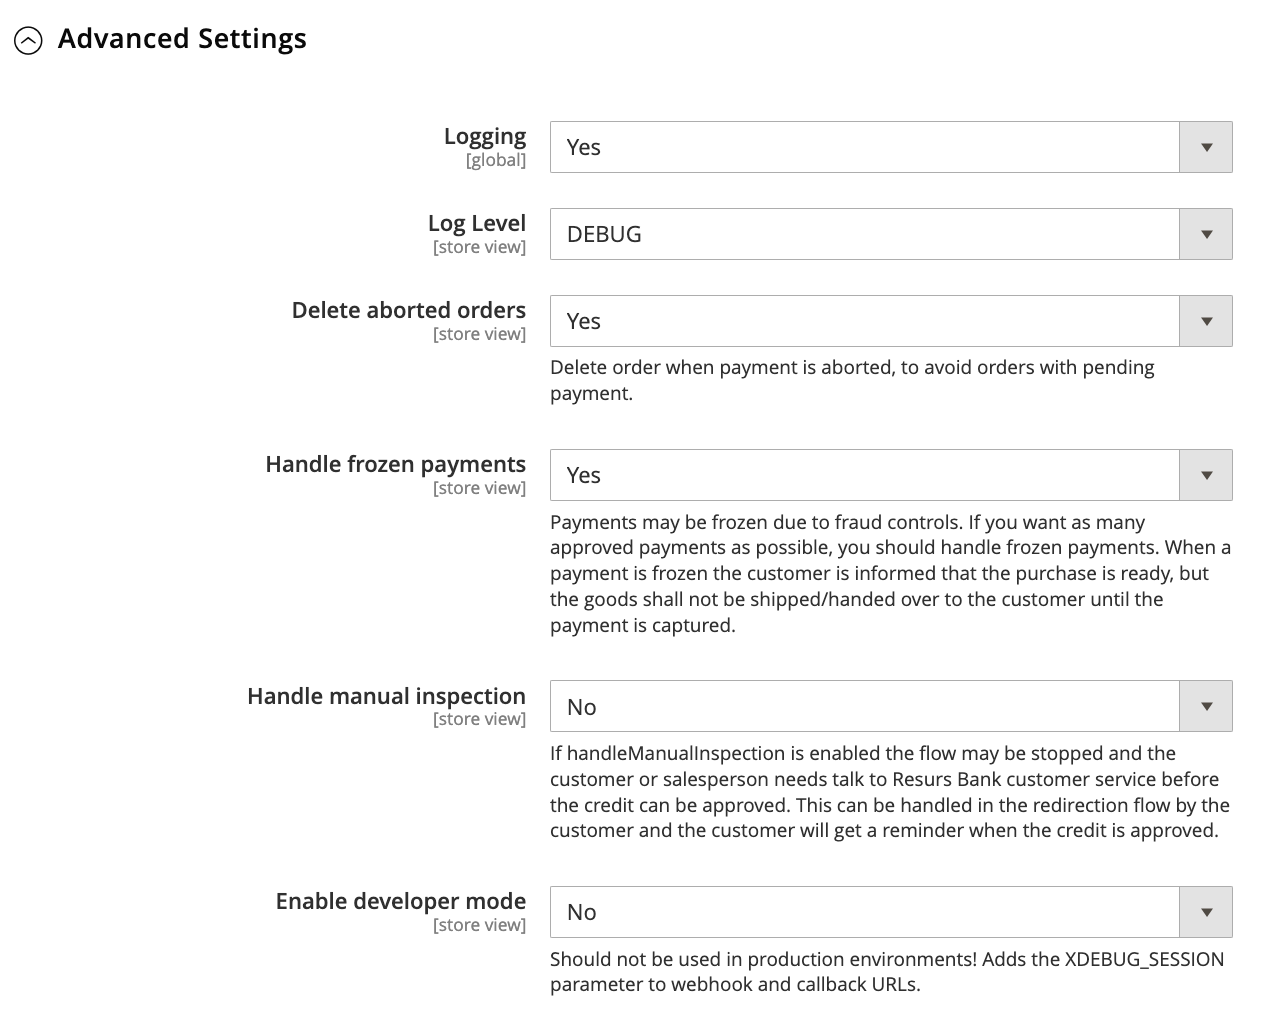 Advanced Settings
Logging
[global]
Yes
Log Level
[store view]
DEBUG
Delete aborted orders
[store view]
Yes
Delete order when payment is aborted, to avoid orders with pending
payment.
Handle frozen payments
[store view]
Yes
Payments may be frozen due to fraud controls. If you want as many
approved payments as possible, you should handle frozen payments. When a
payment is frozen the customer is informed that the purchase is ready, but
the goods shall not be shipped/handed over to the customer until the
payment is captured.
Handle manual inspection
[store view]
No
If handleManualInspection is enabled the flow may be stopped and the
customer or salesperson needs talk to Resurs Bank customer service before
the credit can be approved. This can be handled in the redirection flow by the
customer and the customer will get a reminder when the credit is approved.
Enable developer mode
[store view]
No
Should not be used in production environments! Adds the XDEBUG_SESSION
parameter to webhook and callback URLs.